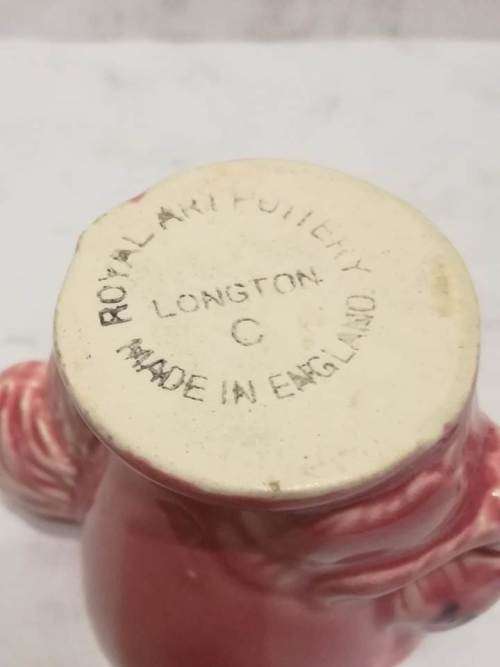 ROYAL ART POTTERY
LONGTON
C
MADE IN ENGLAND.